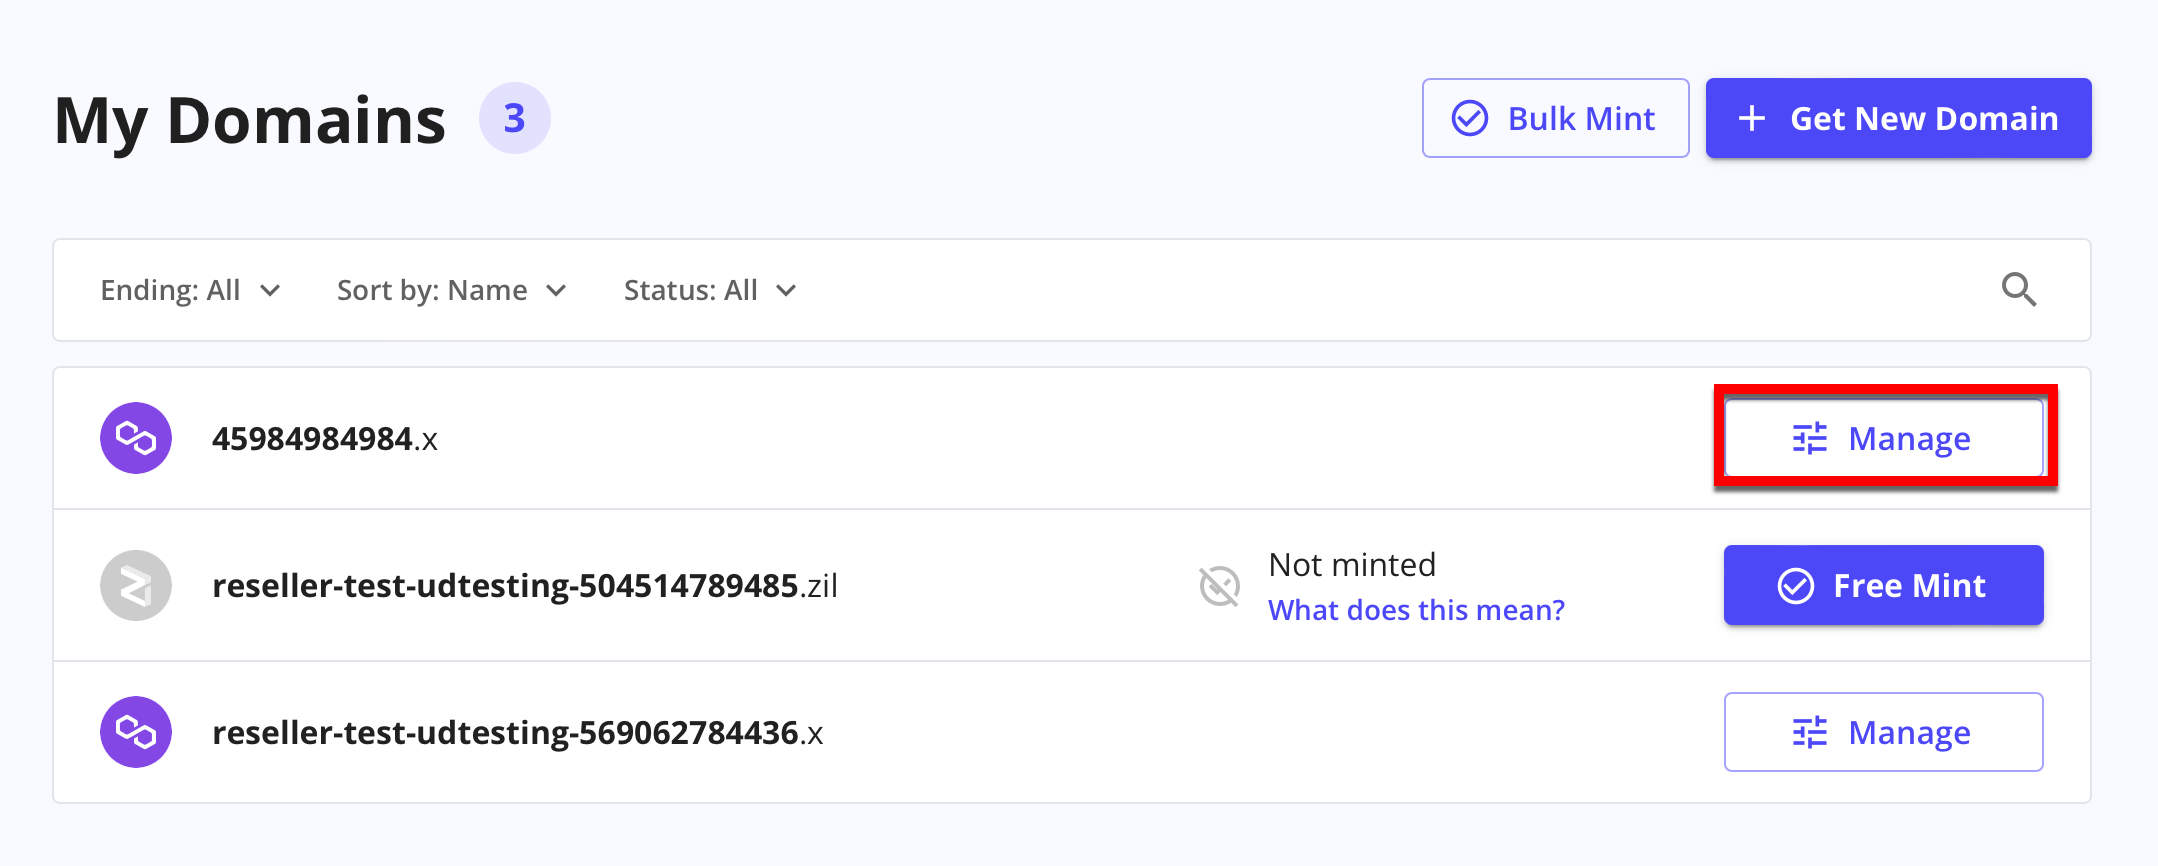 My Domains 3
Bulk Mint
+ Get New Domain
Ending: All
Sort by: Name
Status: All
45984984984.x
Manage
reseller-test-udtesting-504514789485.zil
Not minted
What does this mean?
Free Mint
reseller-test-udtesting-569062784436.x
Manage